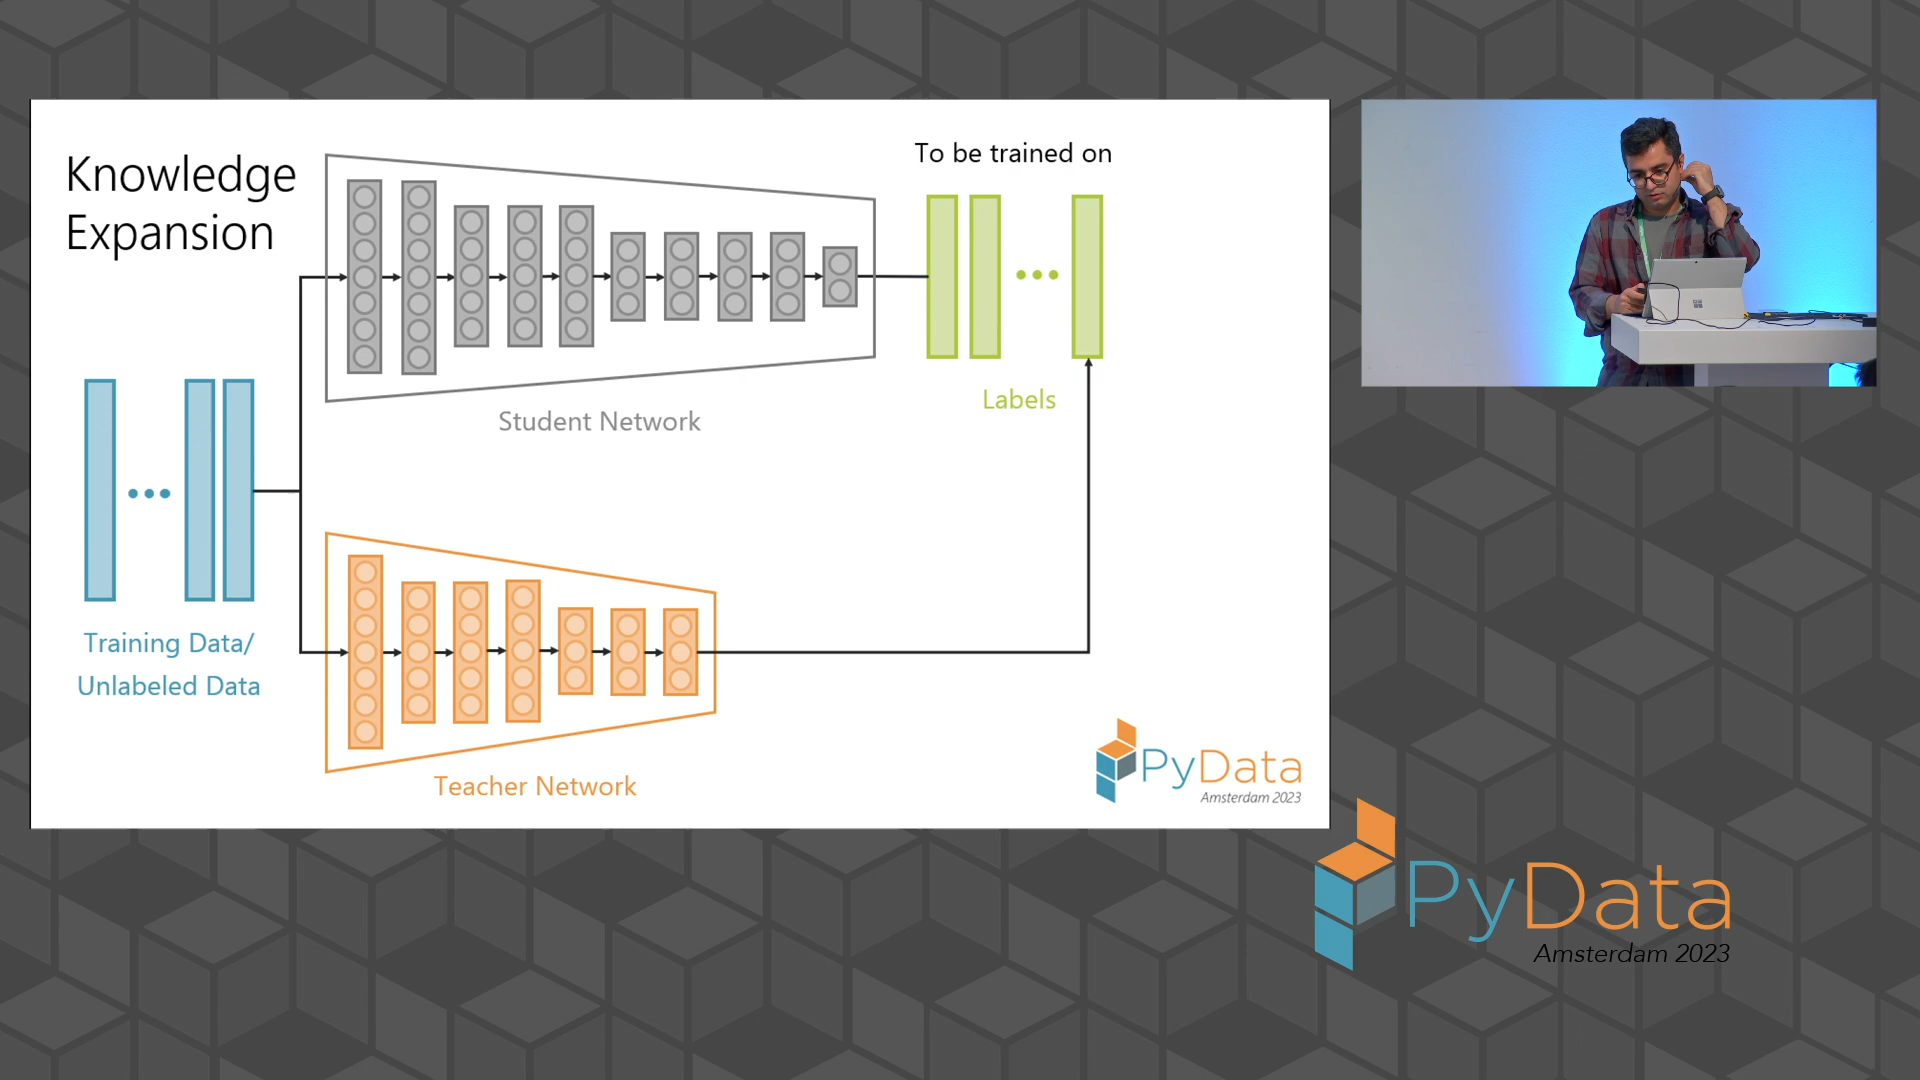 Knowledge
Expansion
To be trained on
Labels
Student Network
Training Data/
Unlabeled Data
Teacher Network
PyData
Amsterdam 2023
PyData
Amsterdam 2023